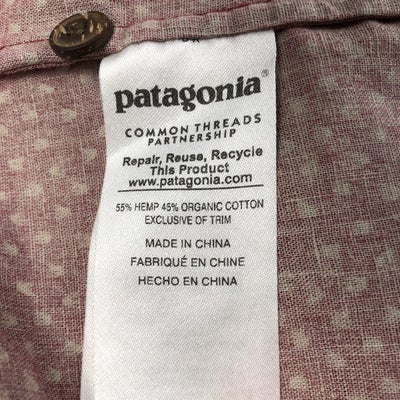 patagonia®
COMMON THREADS
PARTNERSHIP
Repair, Reuse, Recycle
This Product
www.patagonia.com
55% HEMP 45% ORGANIC COTTON
EXCLUSIVE OF TRIM
MADE IN CHINA
FABRIQUÉ EN CHINE
HECHO EN CHINA